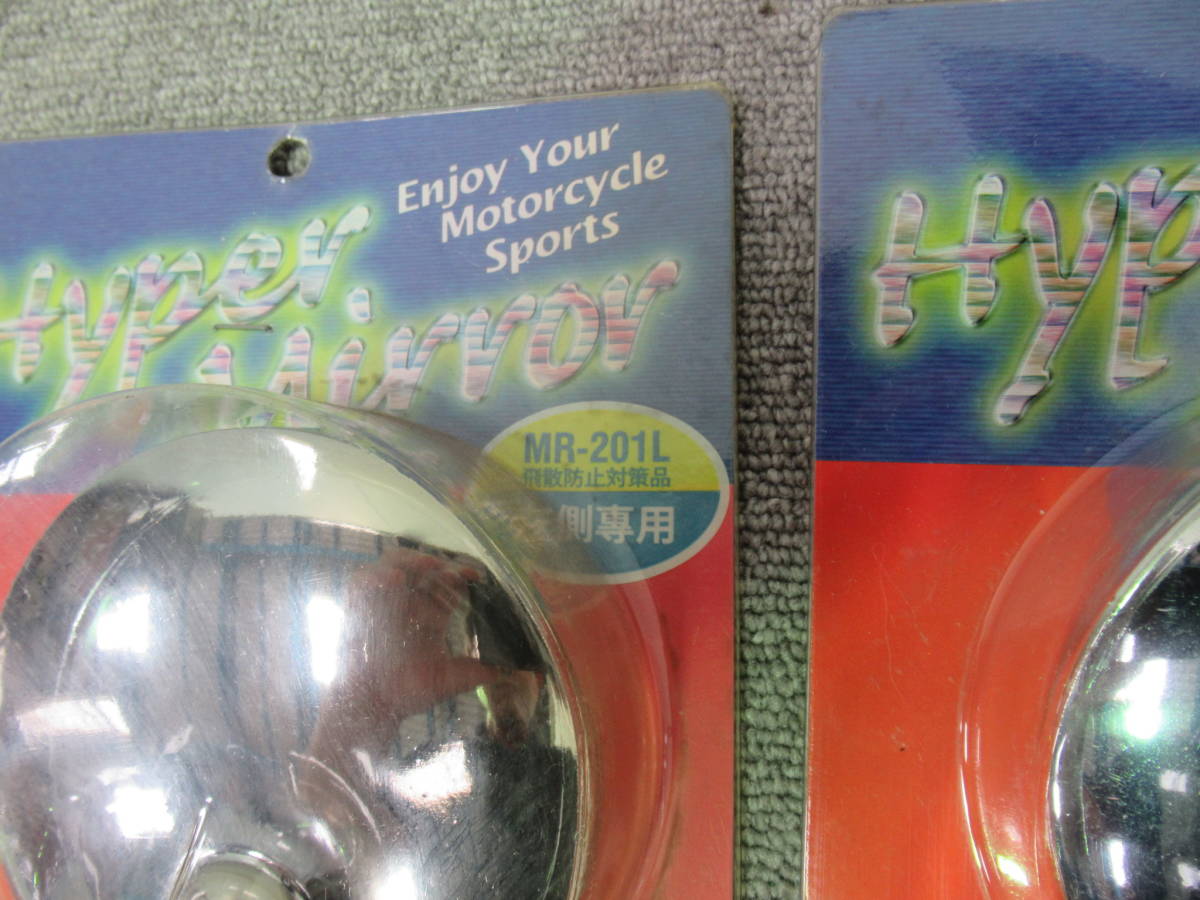 Enjoy Your
Motorcycle
Sports
Hyper
Mirror
MR-201L
飛散防止対策品
側専用
Hyp